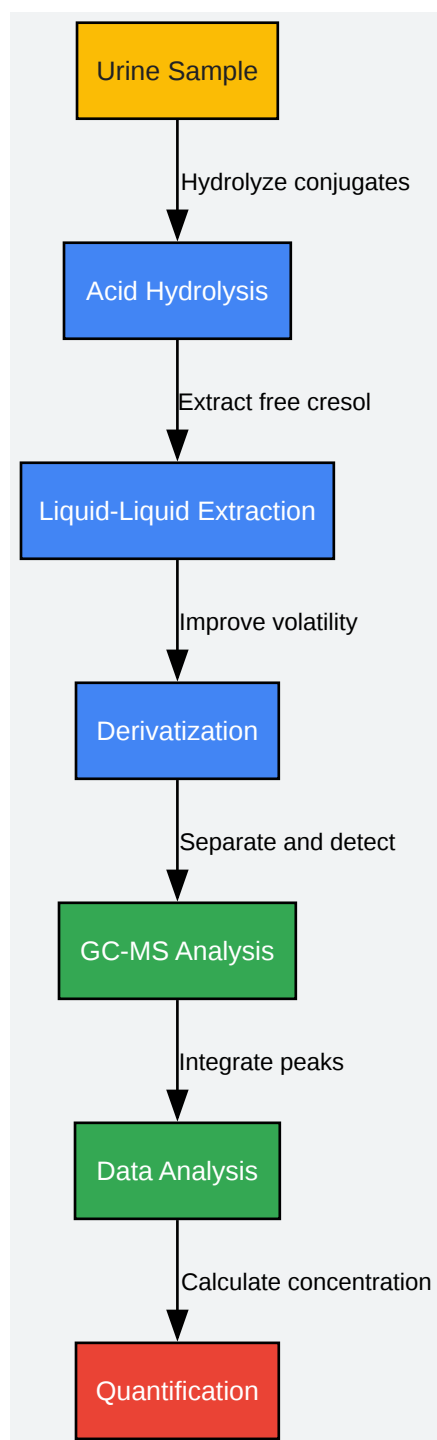 Urine Sample
Hydrolyze conjugates
Acid Hydrolysis
Extract free cresol
Liquid-Liquid Extraction
Improve volatility
Derivatization
Separate and detect
GC-MS Analysis
Integrate peaks
Data Analysis
Calculate concentration
Quantification